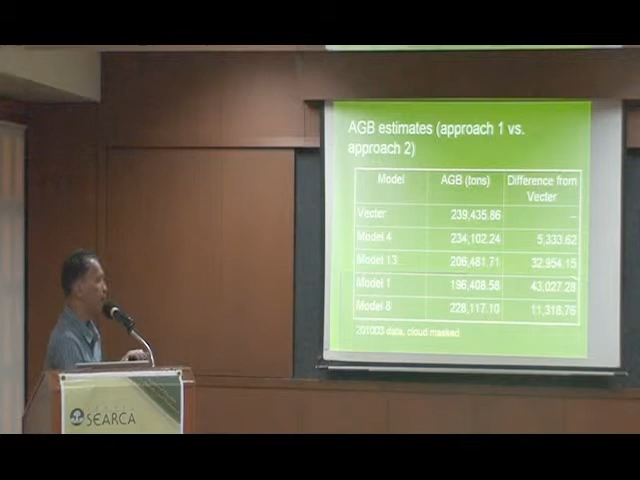 AGB estimates (approach 1 vs.
approach 2)
Model AGB (tons) Difference from Vecter
Vecter 239,435.86 –
Model 4 234,102.24 5,333.62
Model 13 206,481.71 32,954.15
Model 1 196,408.58 43,027.28
Model 8 228,117.10 11,318.76
201003 data, cloud masked
SEARCA